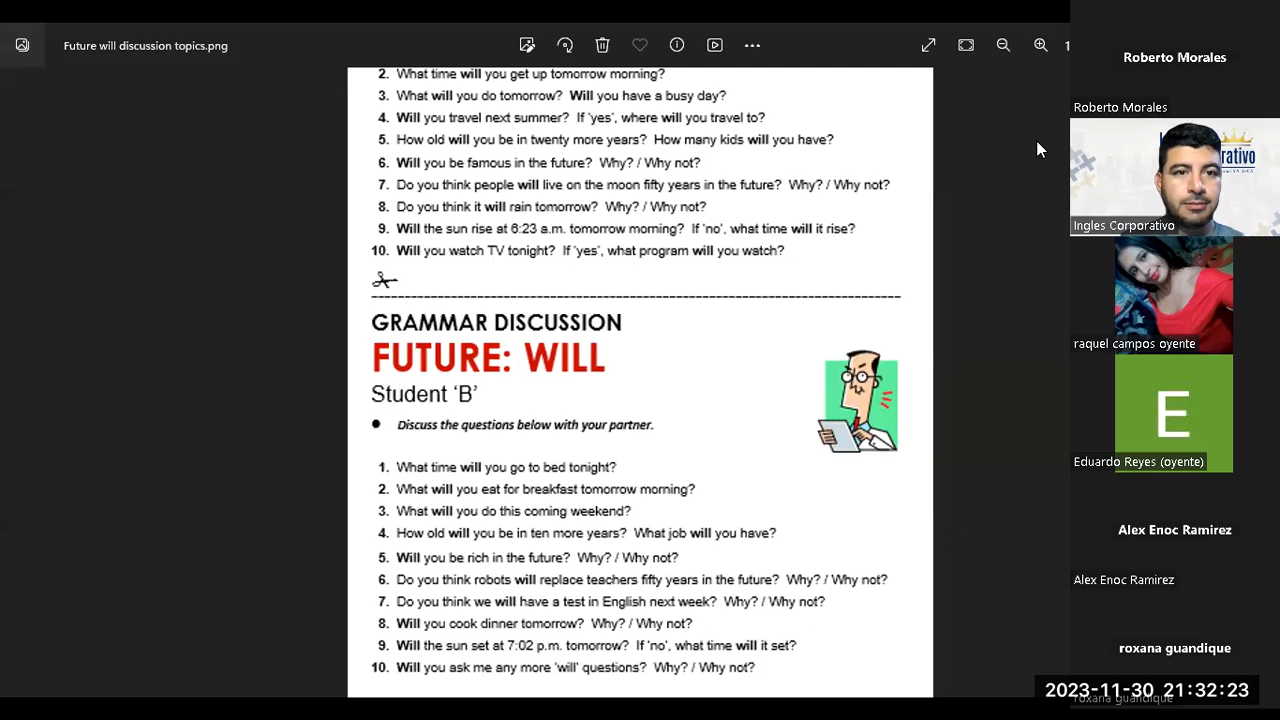 Future will discussion topics.png
2. What time will you get up tomorrow morning?
3. What will you do tomorrow? Will you have a busy day?
4. Will you travel next summer? If 'yes', where will you travel to?
5. How old will you be in twenty more years? How many kids will you have?
6. Will you be famous in the future? Why? / Why not?
7. Do you think people will live on the moon fifty years in the future? Why? / Why not?
8. Do you think it will rain tomorrow? Why? / Why not?
9. Will the sun rise at 6:23 a.m. tomorrow morning? If 'no', what time will it rise?
10. Will you watch TV tonight? If 'yes', what program will you watch?
GRAMMAR DISCUSSION
FUTURE: WILL
Student 'B'
• Discuss the questions below with your partner.
1. What time will you go to bed tonight?
2. What will you eat for breakfast tomorrow morning?
3. What will you do this coming weekend?
4. How old will you be in ten more years? What job will you have?
5. Will you be rich in the future? Why? / Why not?
6. Do you think robots will replace teachers fifty years in the future? Why? / Why not?
7. Do you think we will have a test in English next week? Why? / Why not?
8. Will you cook dinner tomorrow? Why? / Why not?
9. Will the sun set at 7:02 p.m. tomorrow? If 'no', what time will it set?
10. Will you ask me any more 'will' questions? Why? / Why not?
1
Roberto Morales
Roberto Morales
rativo
Ingles Corporativo
raquel campos oyente
E
Eduardo Reyes (oyente)
Alex Enoc Ramirez
Alex Enoc Ramirez
roxana guandique
2023-11-30 21:32:23
roxana guandique